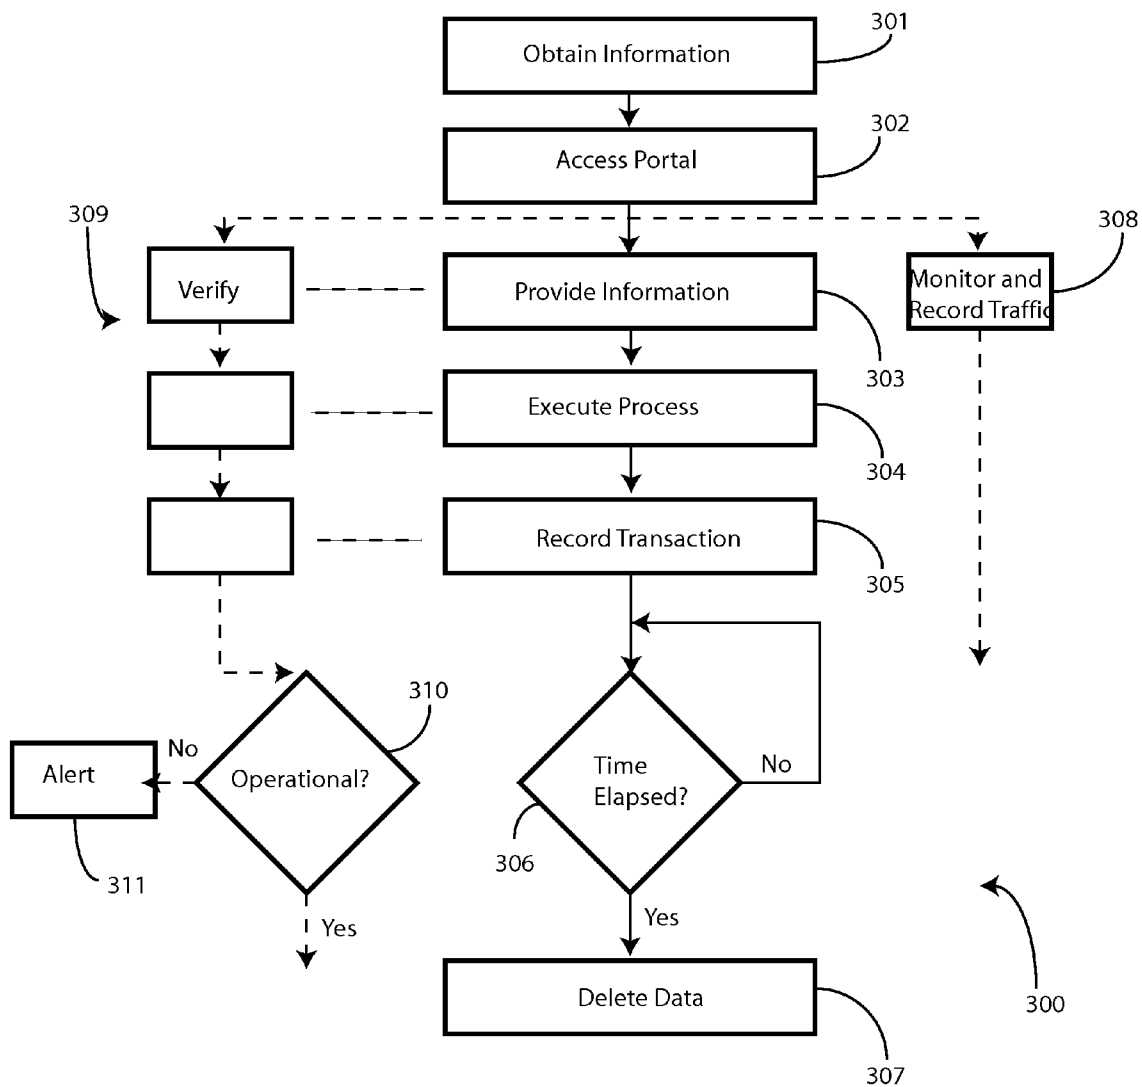 301
Obtain Information
302
Access Portal
309
308
Verify
Provide Information
Monitor and
Record Traffic
303
Execute Process
304
Record Transaction
305
310
No
Alert
Operational?
Time
Elapsed?
No
306
311
Yes
Yes
Delete Data
300
307